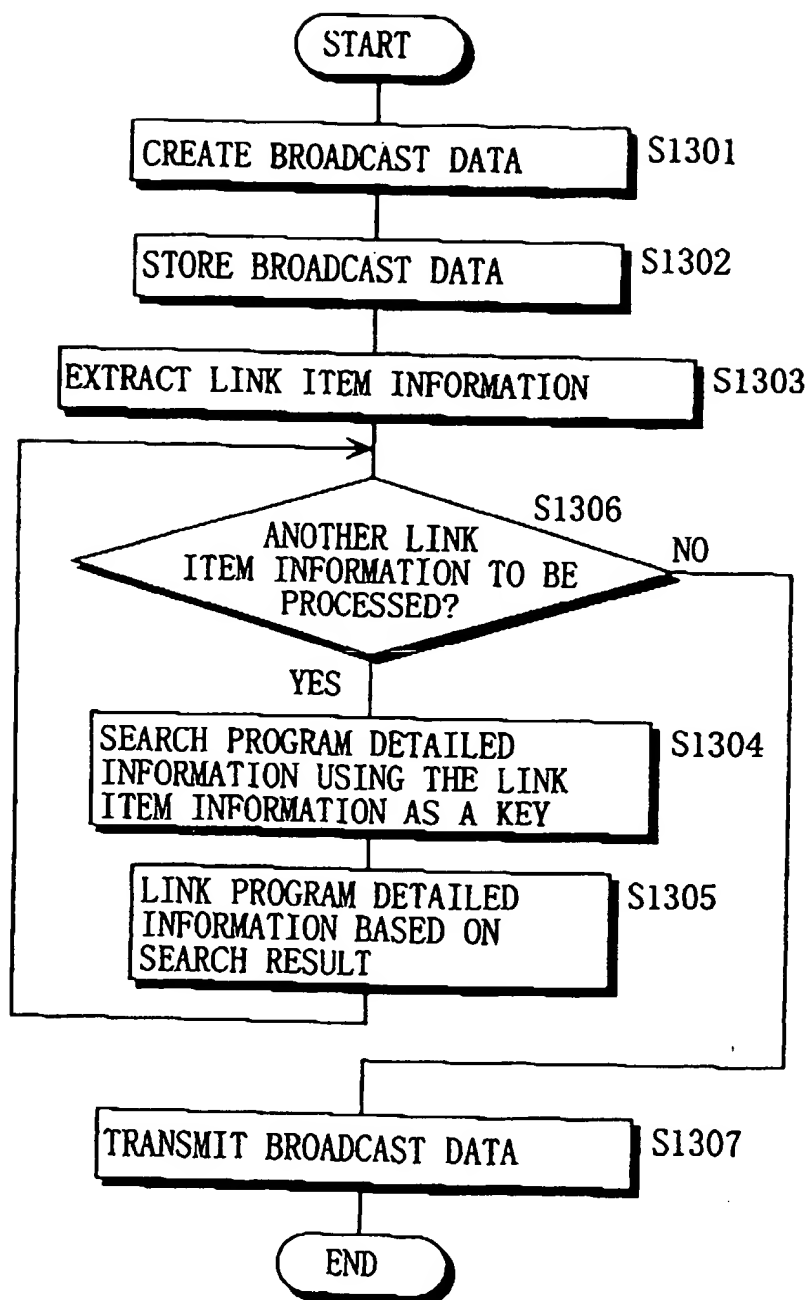 START
CREATE BROADCAST DATA S1301
STORE BROADCAST DATA S1302
EXTRACT LINK ITEM INFORMATION S1303
S1306
ANOTHER LINK
ITEM INFORMATION TO BE
PROCESSED?
NO
YES
SEARCH PROGRAM DETAILED
INFORMATION USING THE LINK
ITEM INFORMATION AS A KEY
S1304
LINK PROGRAM DETAILED
INFORMATION BASED ON
SEARCH RESULT
S1305
TRANSMIT BROADCAST DATA S1307
END